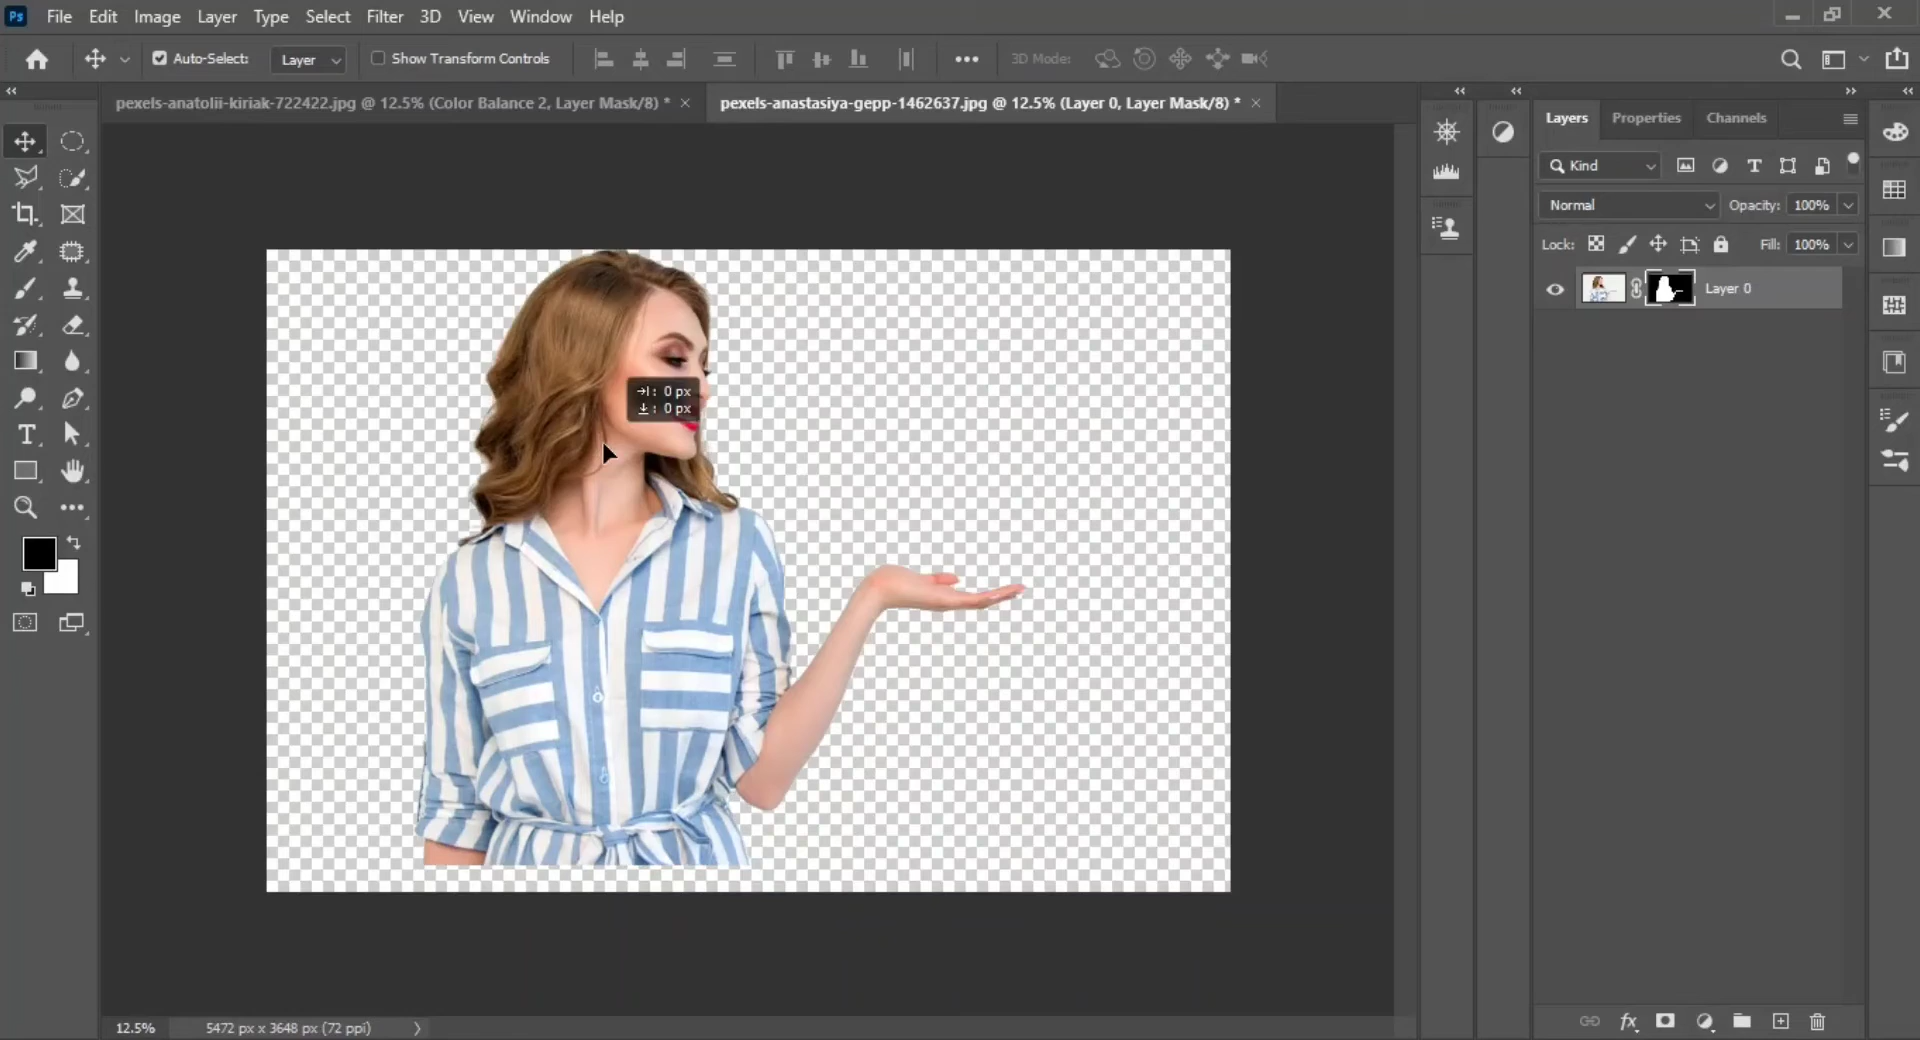 Ps File Edit Image Layer Type Select Filter 3D View Window Help
Auto-Select: Layer Show Transform Controls 3D Mode:
pexels-anatolii-kiriak-722422.jpg @ 12.5% (Color Balance 2, Layer Mask/8) * × pexels-anastasiya-gepp-1462637.jpg @ 12.5% (Layer 0, Layer Mask/8) * ×
Layers Properties Channels
Kind
Normal Opacity: 100%
Lock: Fill: 100%
Layer 0
: 0 px
: 0 px
12.5% 5472 px x 3648 px (72 ppi)
fx